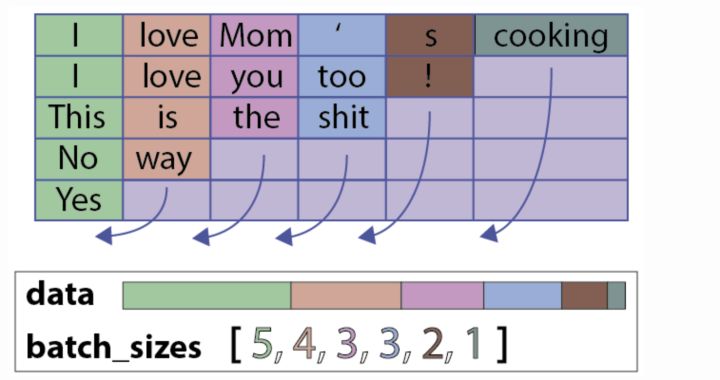 I love Mom ‘ s cooking
I love you too !
This is the shit
No way
Yes
data
batch_sizes [ 5, 4, 3, 3, 2, 1 ]